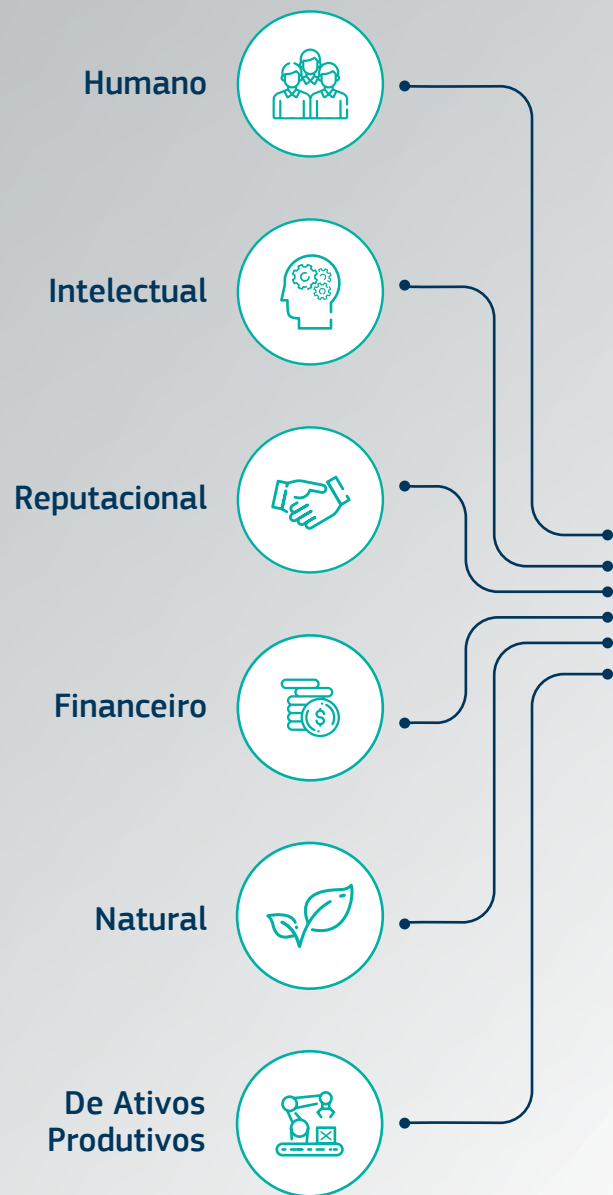 Humano
Intelectual
Reputacional
Financeiro
$
Natural
De Ativos
Produtivos